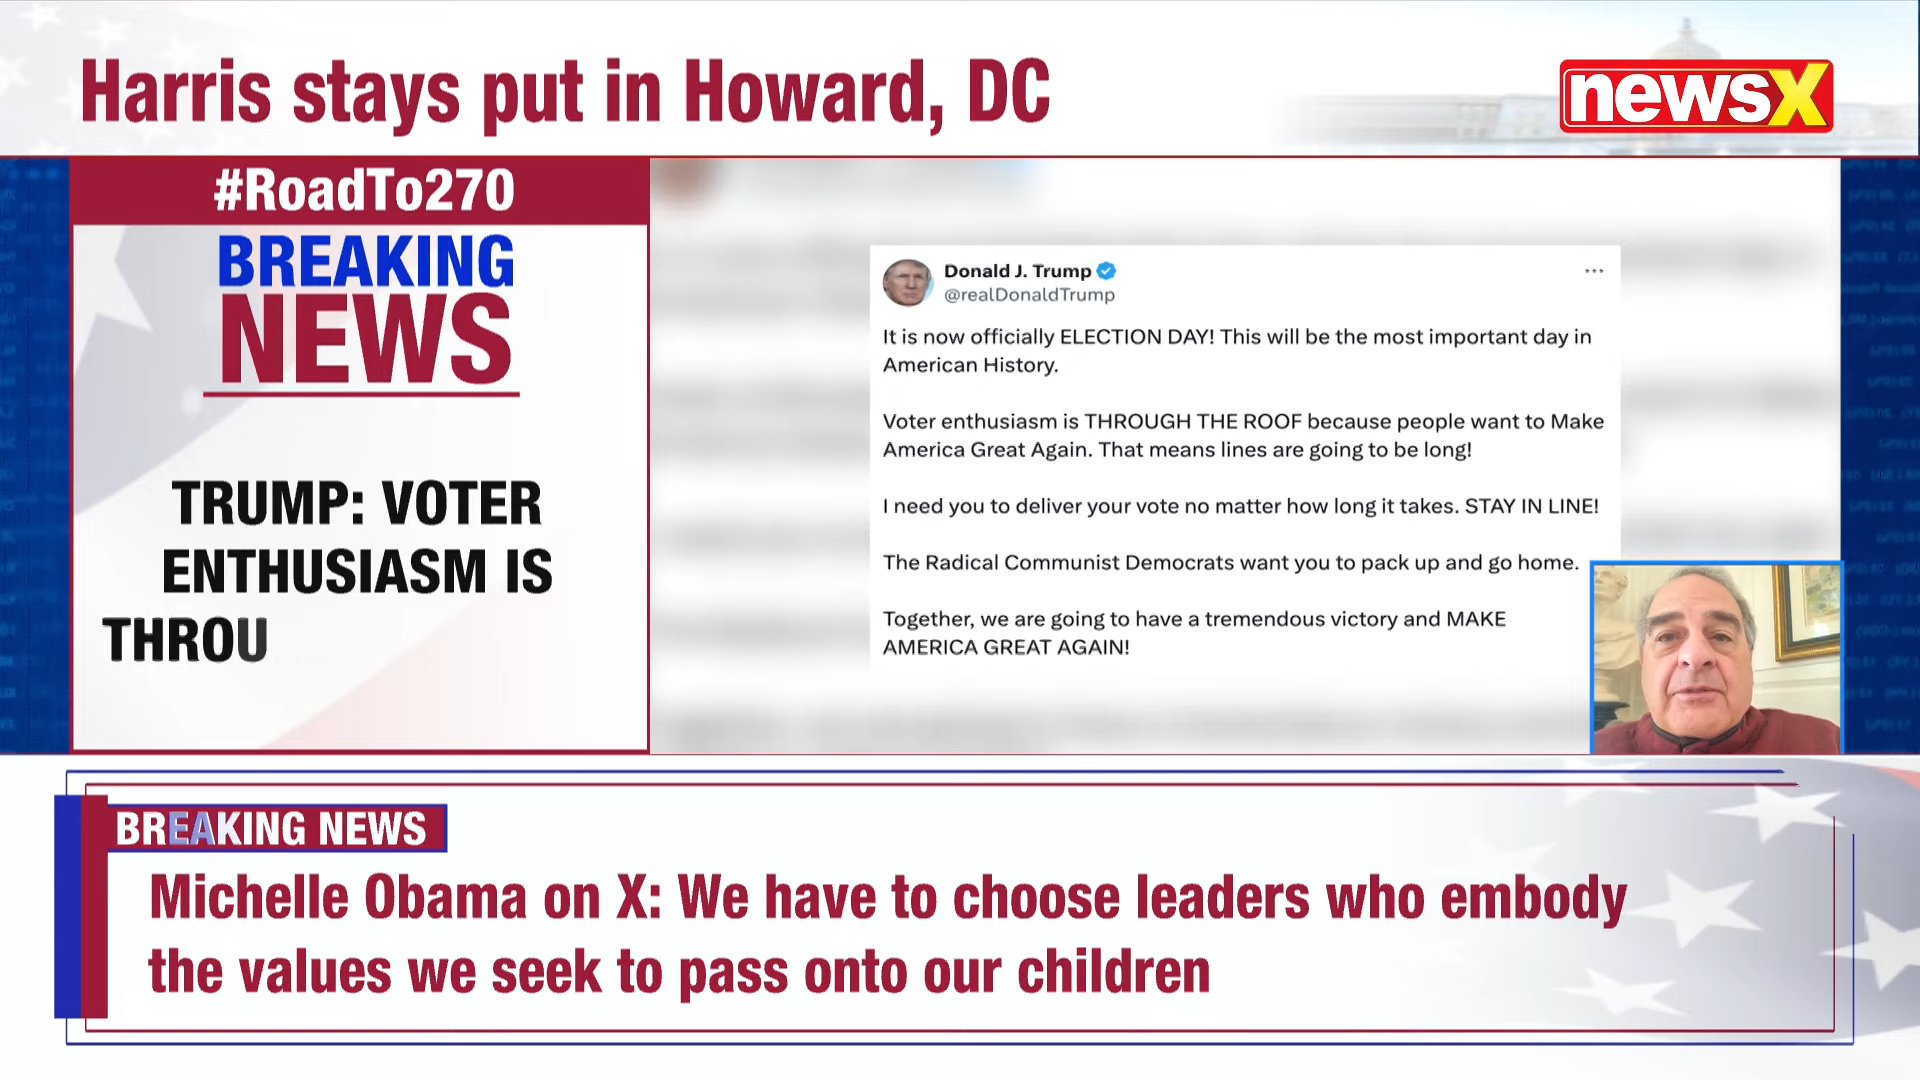 Harris stays put in Howard, DC
newsX
#RoadTo270
BREAKING
NEWS
TRUMP: VOTER
ENTHUSIASM IS
THROU
Donald J. Trump
@realDonaldTrump
It is now officially ELECTION DAY! This will be the most important day in
American History.
Voter enthusiasm is THROUGH THE ROOF because people want to Make
America Great Again. That means lines are going to be long!
I need you to deliver your vote no matter how long it takes. STAY IN LINE!
The Radical Communist Democrats want you to pack up and go home.
Together, we are going to have a tremendous victory and MAKE
AMERICA GREAT AGAIN!
BREAKING NEWS
Michelle Obama on X: We have to choose leaders who embody
the values we seek to pass onto our children